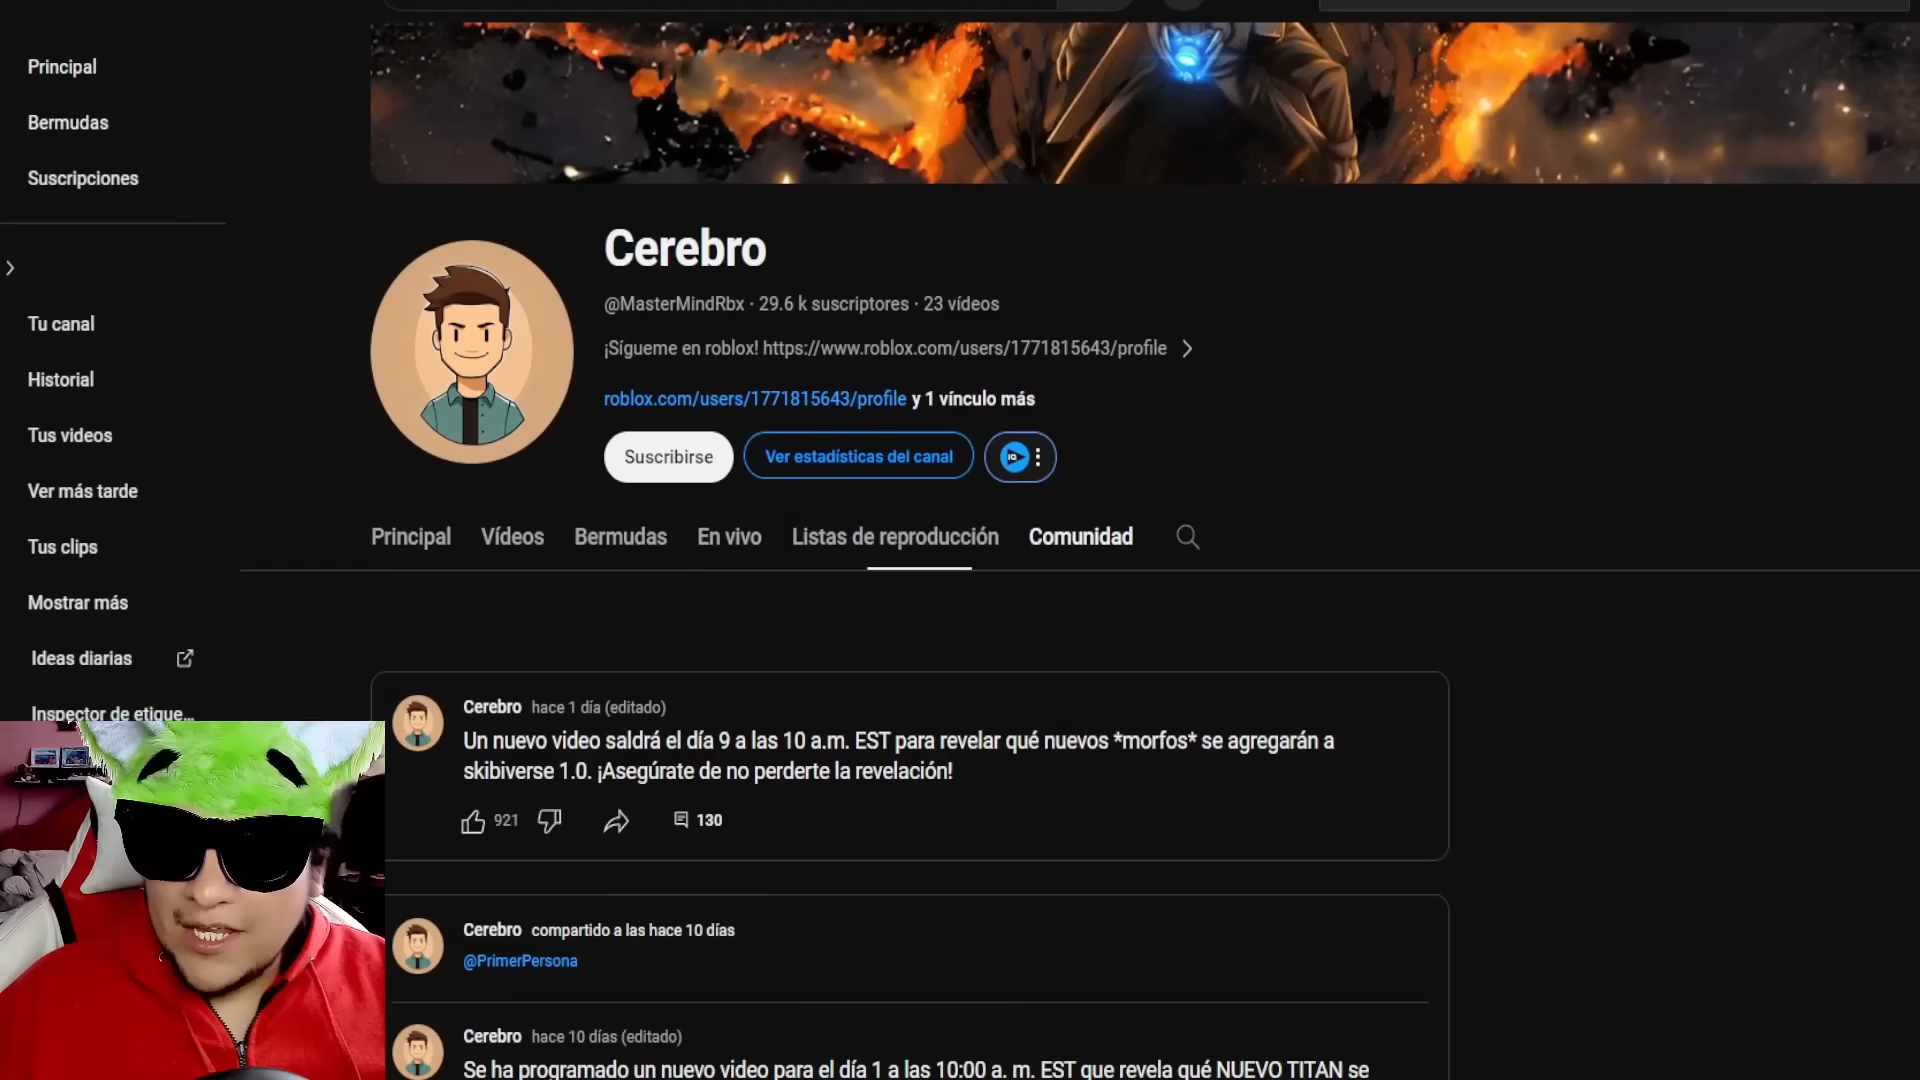 Principal
Bermudas
Suscripciones
Tu canal
Historial
Tus videos
Ver más tarde
Tus clips
Mostrar más
Ideas diarias
Inspector de etique...
Cerebro
@MasterMindRbx · 29.6 k suscriptores · 23 vídeos
¡Sígueme en roblox! https://www.roblox.com/users/1771815643/profile
roblox.com/users/1771815643/profile y 1 vínculo más
Suscribirse
Ver estadísticas del canal
IQ
Principal Vídeos Bermudas En vivo Listas de reproducción Comunidad
Cerebro hace 1 día (editado)
Un nuevo video saldrá el día 9 a las 10 a.m. EST para revelar qué nuevos *morfos* se agregarán a
skibiverse 1.0. ¡Asegúrate de no perderte la revelación!
921 130
Cerebro compartido a las hace 10 días
@PrimerPersona
Cerebro hace 10 días (editado)
Se ha programado un nuevo video para el día 1 a las 10:00 a. m. EST que revela qué NUEVO TITAN se